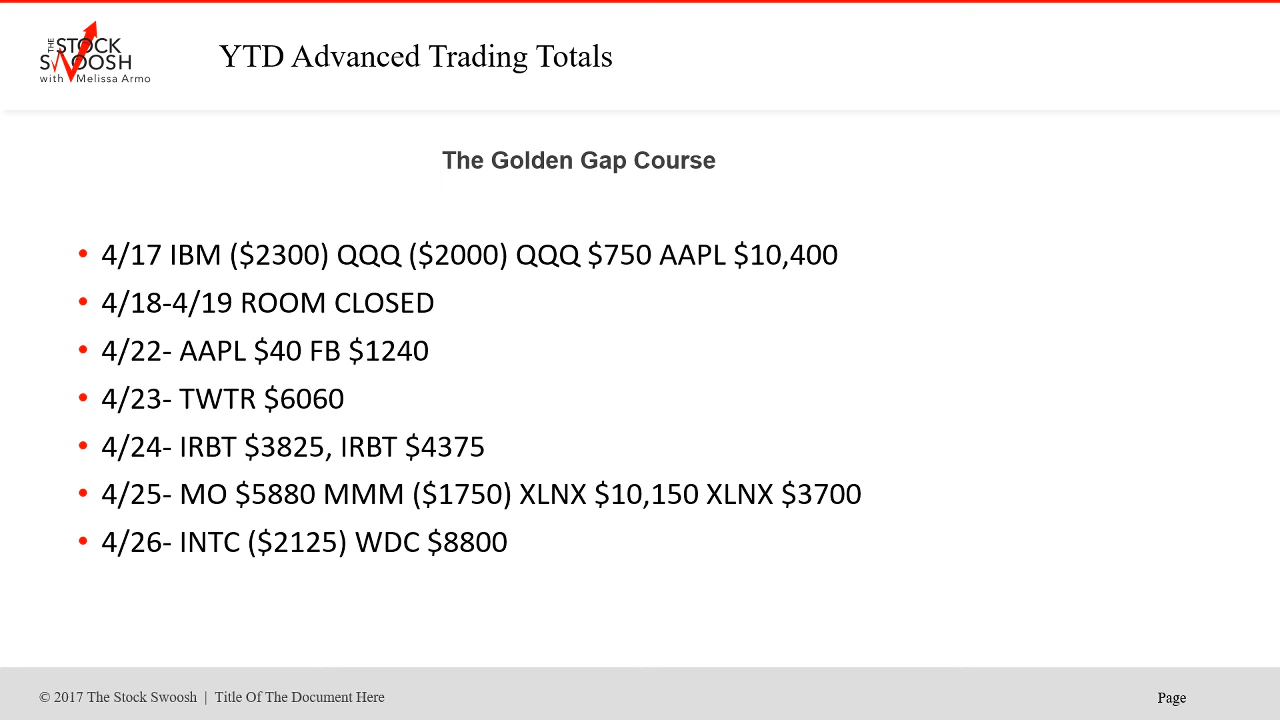 THE STOCK
SWOOSH
with Melissa Armo
YTD Advanced Trading Totals
The Golden Gap Course
• 4/17 IBM ($2300) QQQ ($2000) QQQ $750 AAPL $10,400
• 4/18-4/19 ROOM CLOSED
• 4/22- AAPL $40 FB $1240
• 4/23- TWTR $6060
• 4/24- IRBT $3825, IRBT $4375
• 4/25- MO $5880 MMM ($1750) XLNX $10,150 XLNX $3700
• 4/26- INTC ($2125) WDC $8800
© 2017 The Stock Swoosh | Title Of The Document Here
Page